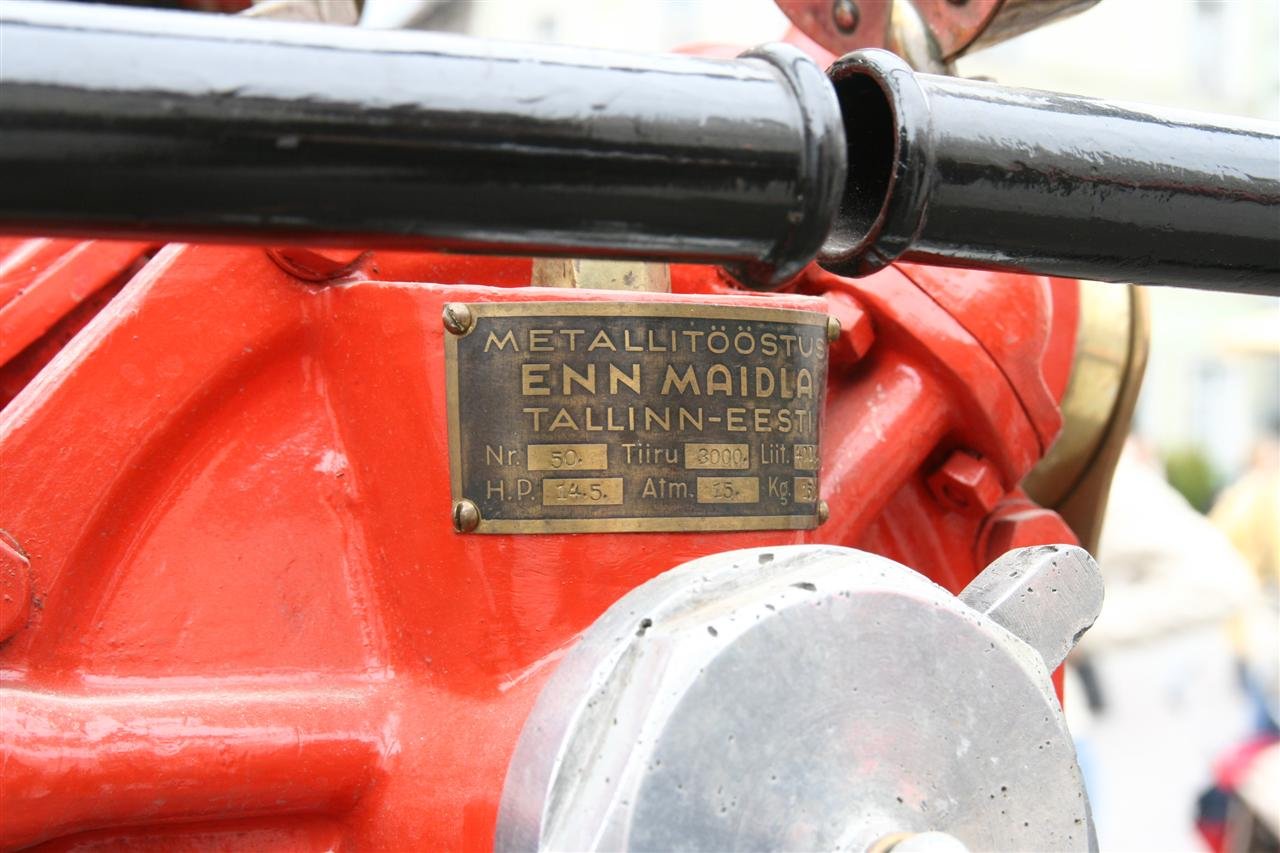 METALLITÖÖSTUS
ENN MAIDLA
TALLINN-EESTI
Nr. 50. Tiiru 3000. Liit.
H.P. 14.5. Atm. 15. Kg.